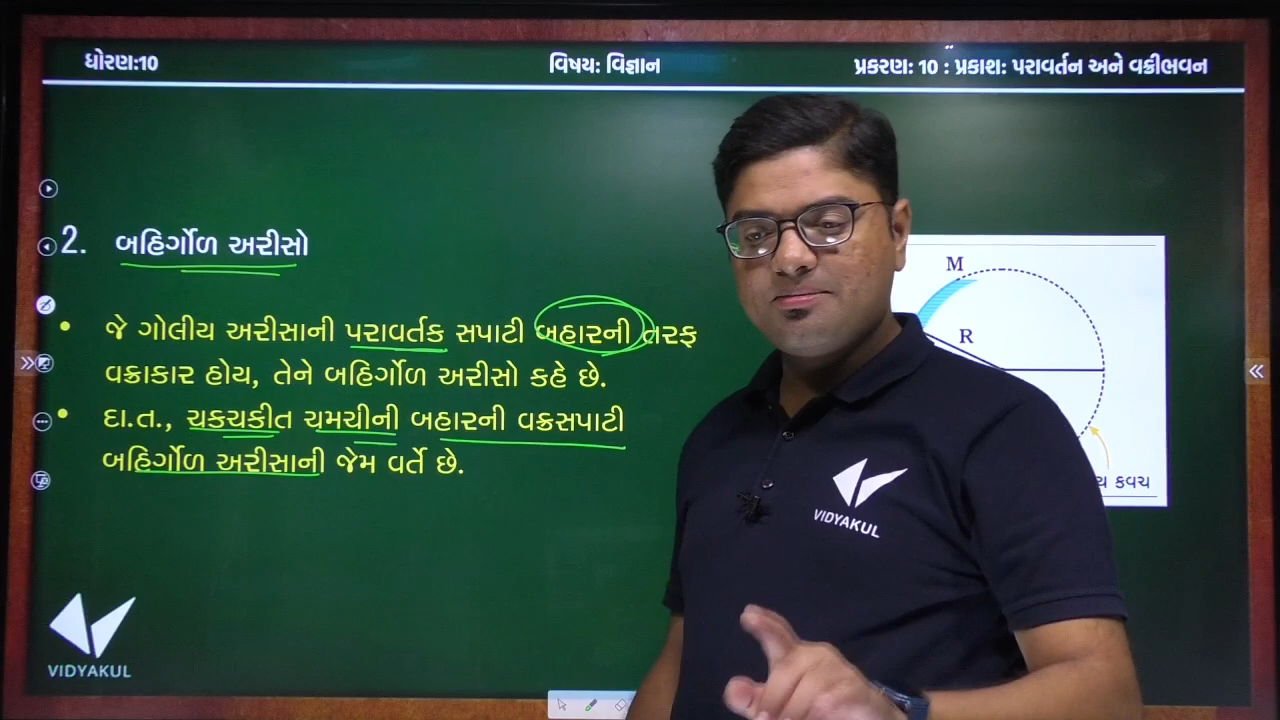 ધોરણ:10
વિષય: વિજ્ઞાન
પ્રકરણ: 10 : પ્રકાશ: પરાવર્તન અને વક્રીભવન
2. બહિર્ગોળ અરીસો
• જે ગોલીય અરીસાની પરાવર્તક સપાટી બહારની તરફ
વક્રાકાર હોય, તેને બહિર્ગોળ અરીસો કહે છે.
• દા.ત., ચકચકીત ચમચીની બહારની વક્રસપાટી
બહિર્ગોળ અરીસાની જેમ વર્તે છે.
M
R
કવચ
VIDYAKUL
VIDYAKUL